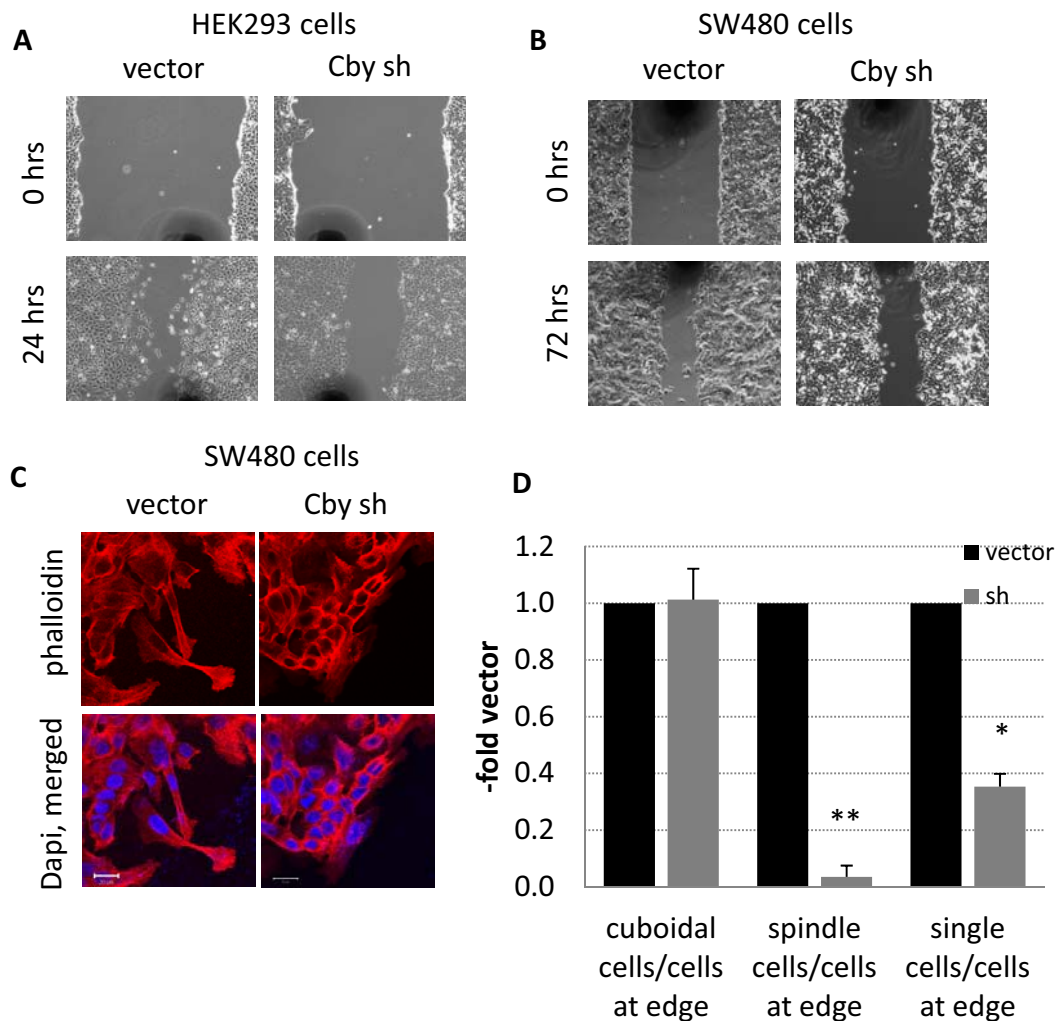 A
HEK293 cells
vector
Cby sh
0 hrs
24 hrs
B
SW480 cells
vector
Cby sh
0 hrs
72 hrs
C
SW480 cells
vector
Cby sh
phalloidin
Dapi, merged
D
-fold vector
1.2
1.0
0.8
0.6
0.4
0.2
0.0
vector
sh
**
*
cuboidal
cells/cells
at edge
spindle
cells/cells
at edge
single
cells/cells
at edge